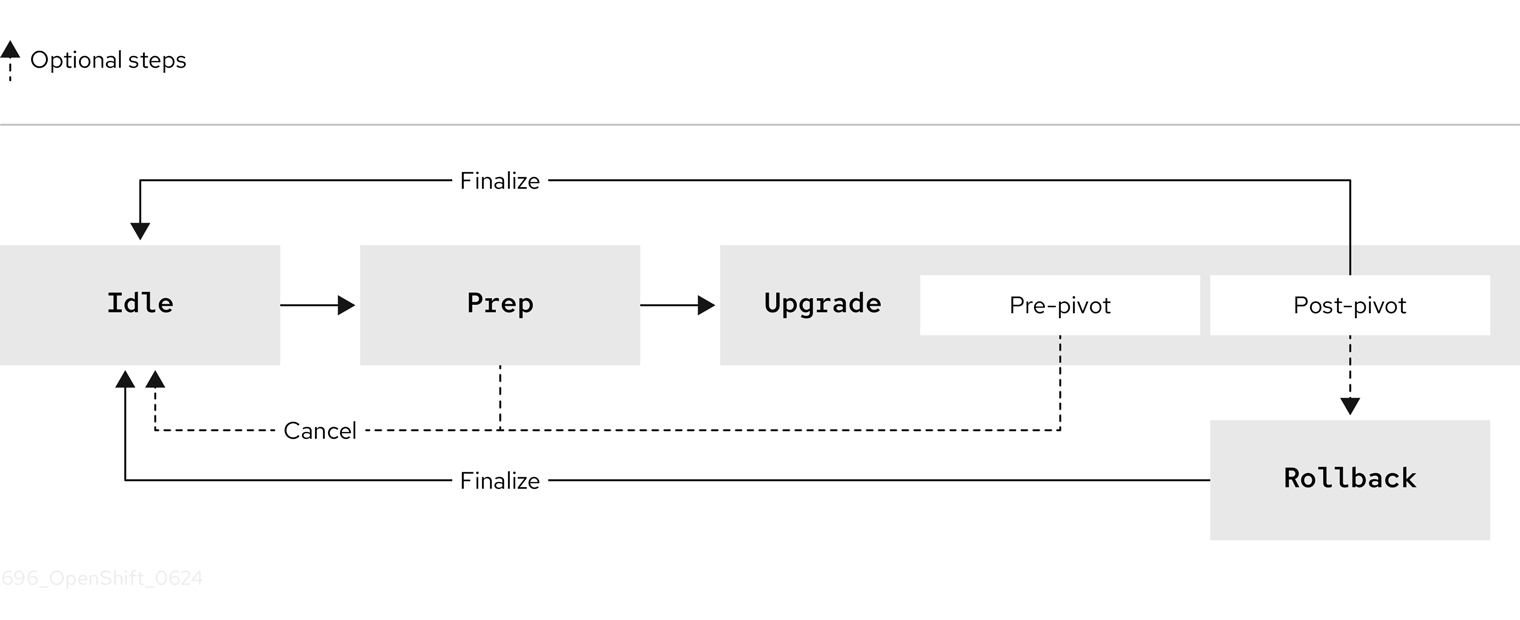 Optional steps
Finalize
Idle
Prep
Upgrade
Pre-pivot
Post-pivot
Cancel
Finalize
Rollback
696_OpenShift_0624